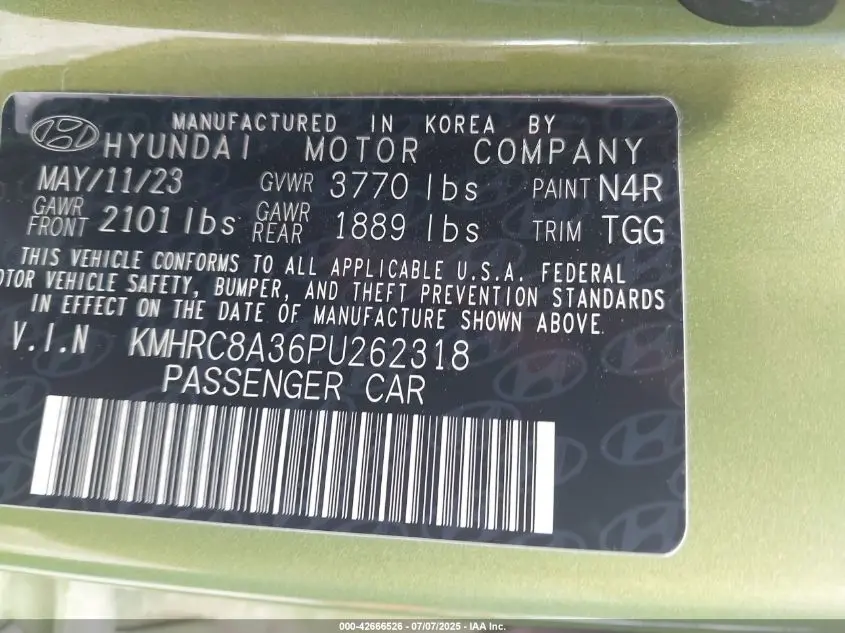 MANUFACTURED IN KOREA BY
HYUNDAI MOTOR COMPANY
MAY/11/23 GVWR 3770 lbs PAINT N4R
GAWR FRONT 2101 lbs GAWR REAR 1889 lbs TRIM TGG
THIS VEHICLE CONFORMS TO ALL APPLICABLE U.S.A. FEDERAL
OTOR VEHICLE SAFETY, BUMPER, AND THEFT PREVENTION STANDARDS
IN EFFECT ON THE DATE OF MANUFACTURE SHOWN ABOVE.
V.I.N KMHRC8A36PU262318
PASSENGER CAR
000-42666526 - 07/07/2025 - IAA Inc.